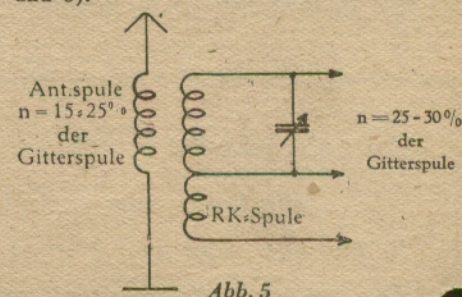 Ant.spule
n = 15-25%
der
Gitterspule
n = 25-30%
der
Gitterspule
RK-Spule
Abb. 5